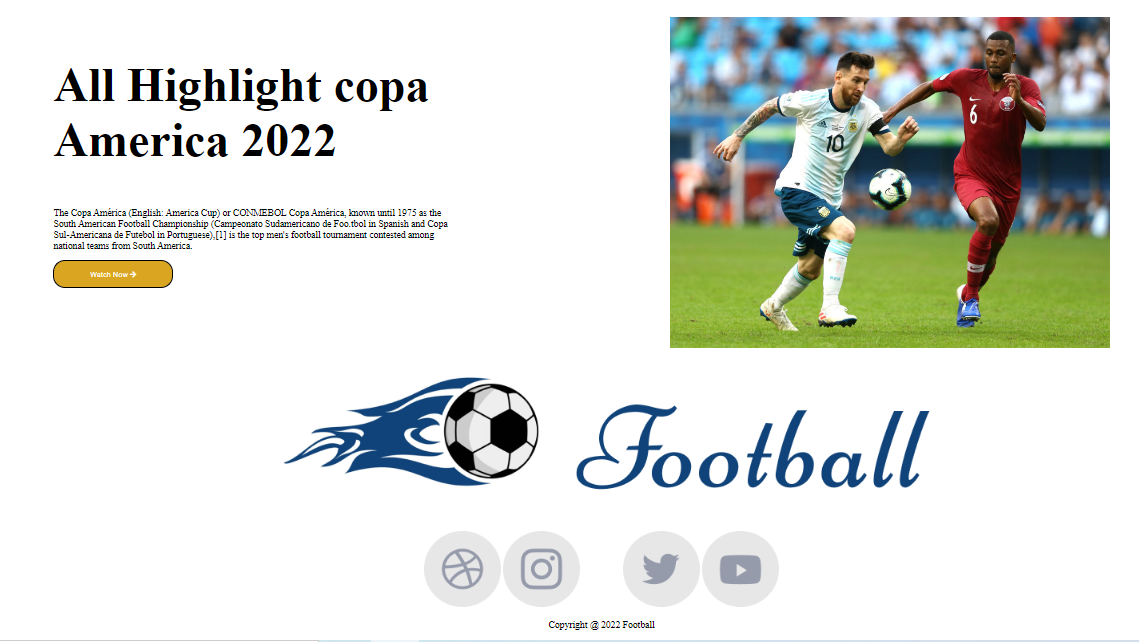 All Highlight copa
America 2022
The Copa América (English: America Cup) or CONMEBOL Copa América, known until 1975 as the
South American Football Championship (Campeonato Sudamericano de Foo.tbol in Spanish and Copa
Sul-Americana de Futebol in Portuguese),[1] is the top men's football tournament contested among
national teams from South America.
Watch Now
10
6
Football
Copyright @ 2022 Football